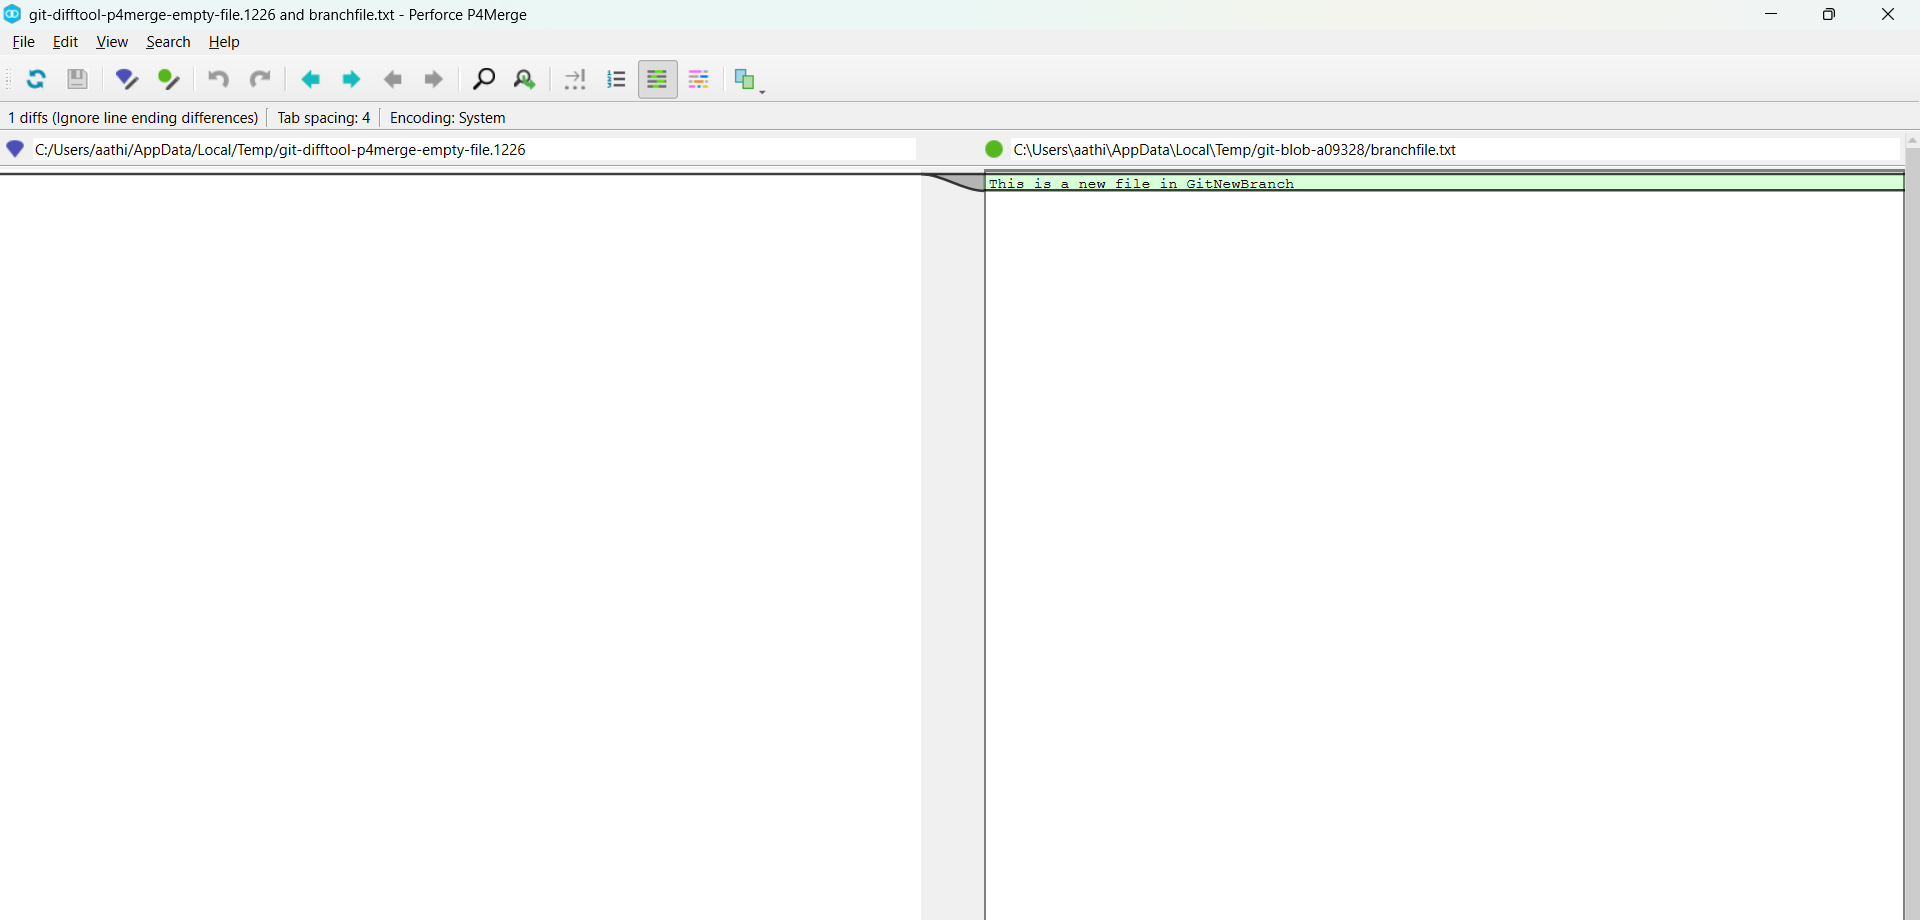 git-difftool-p4merge-empty-file.1226 and branchfile.txt - Perforce P4Merge
File Edit View Search Help
1 diffs (Ignore line ending differences) Tab spacing: 4 Encoding: System
C:/Users/aathi/AppData/Local/Temp/git-difftool-p4merge-empty-file.1226
C:\Users\aathi\AppData\Local\Temp/git-blob-a09328/branchfile.txt
This is a new file in GitNewBranch